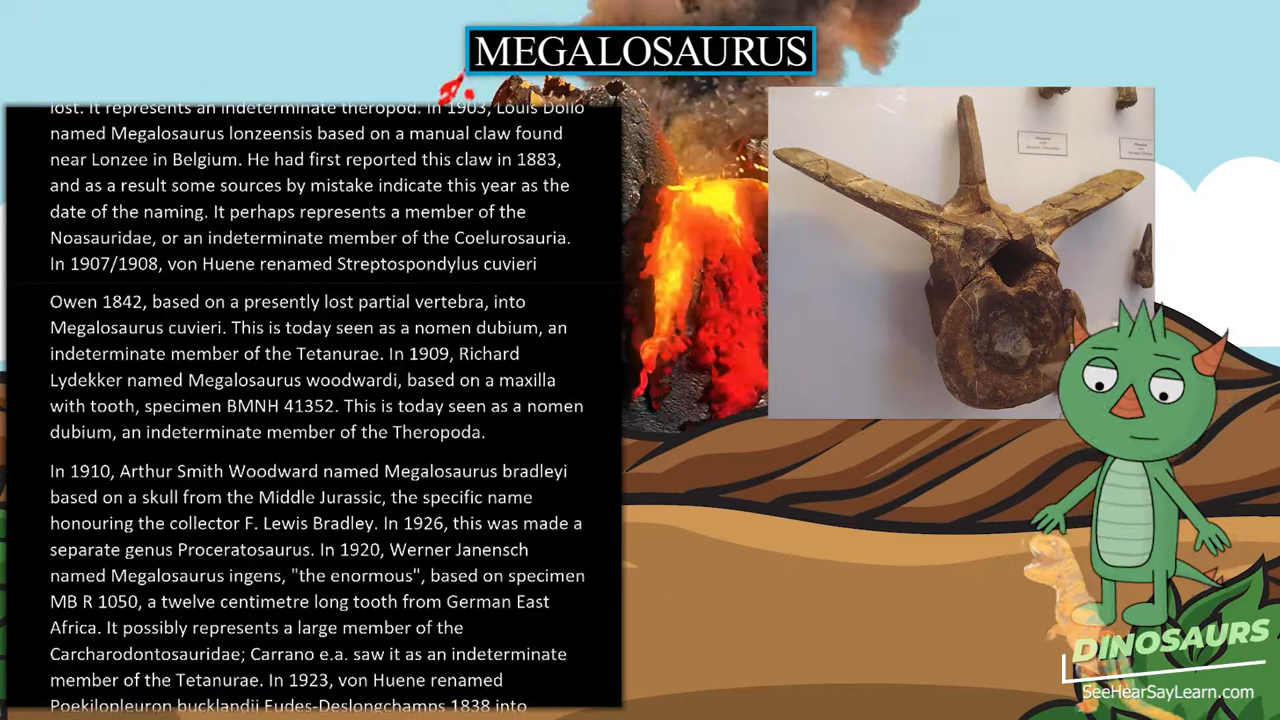 MEGALOSAURUS
lost. It represents an indeterminate theropod. In 1903, Louis Dollo
named Megalosaurus lonzeensis based on a manual claw found
near Lonzee in Belgium. He had first reported this claw in 1883,
and as a result some sources by mistake indicate this year as the
date of the naming. It perhaps represents a member of the
Noasauridae, or an indeterminate member of the Coelurosauria.
In 1907/1908, von Huene renamed Streptospondylus cuvieri
Owen 1842, based on a presently lost partial vertebra, into
Megalosaurus cuvieri. This is today seen as a nomen dubium, an
indeterminate member of the Tetanurae. In 1909, Richard
Lydekker named Megalosaurus woodwardi, based on a maxilla
with tooth, specimen BMNH 41352. This is today seen as a nomen
dubium, an indeterminate member of the Theropoda.
In 1910, Arthur Smith Woodward named Megalosaurus bradleyi
based on a skull from the Middle Jurassic, the specific name
honouring the collector F. Lewis Bradley. In 1926, this was made a
separate genus Proceratosaurus. In 1920, Werner Janensch
named Megalosaurus ingens, "the enormous", based on specimen
MB R 1050, a twelve centimetre long tooth from German East
Africa. It possibly represents a large member of the
Carcharodontosauridae; Carrano e.a. saw it as an indeterminate
member of the Tetanurae. In 1923, von Huene renamed
Poekilopleuron bucklandii Eudes-Deslongchamps 1838 into
DINOSAURS
SeeHearSayLearn.com